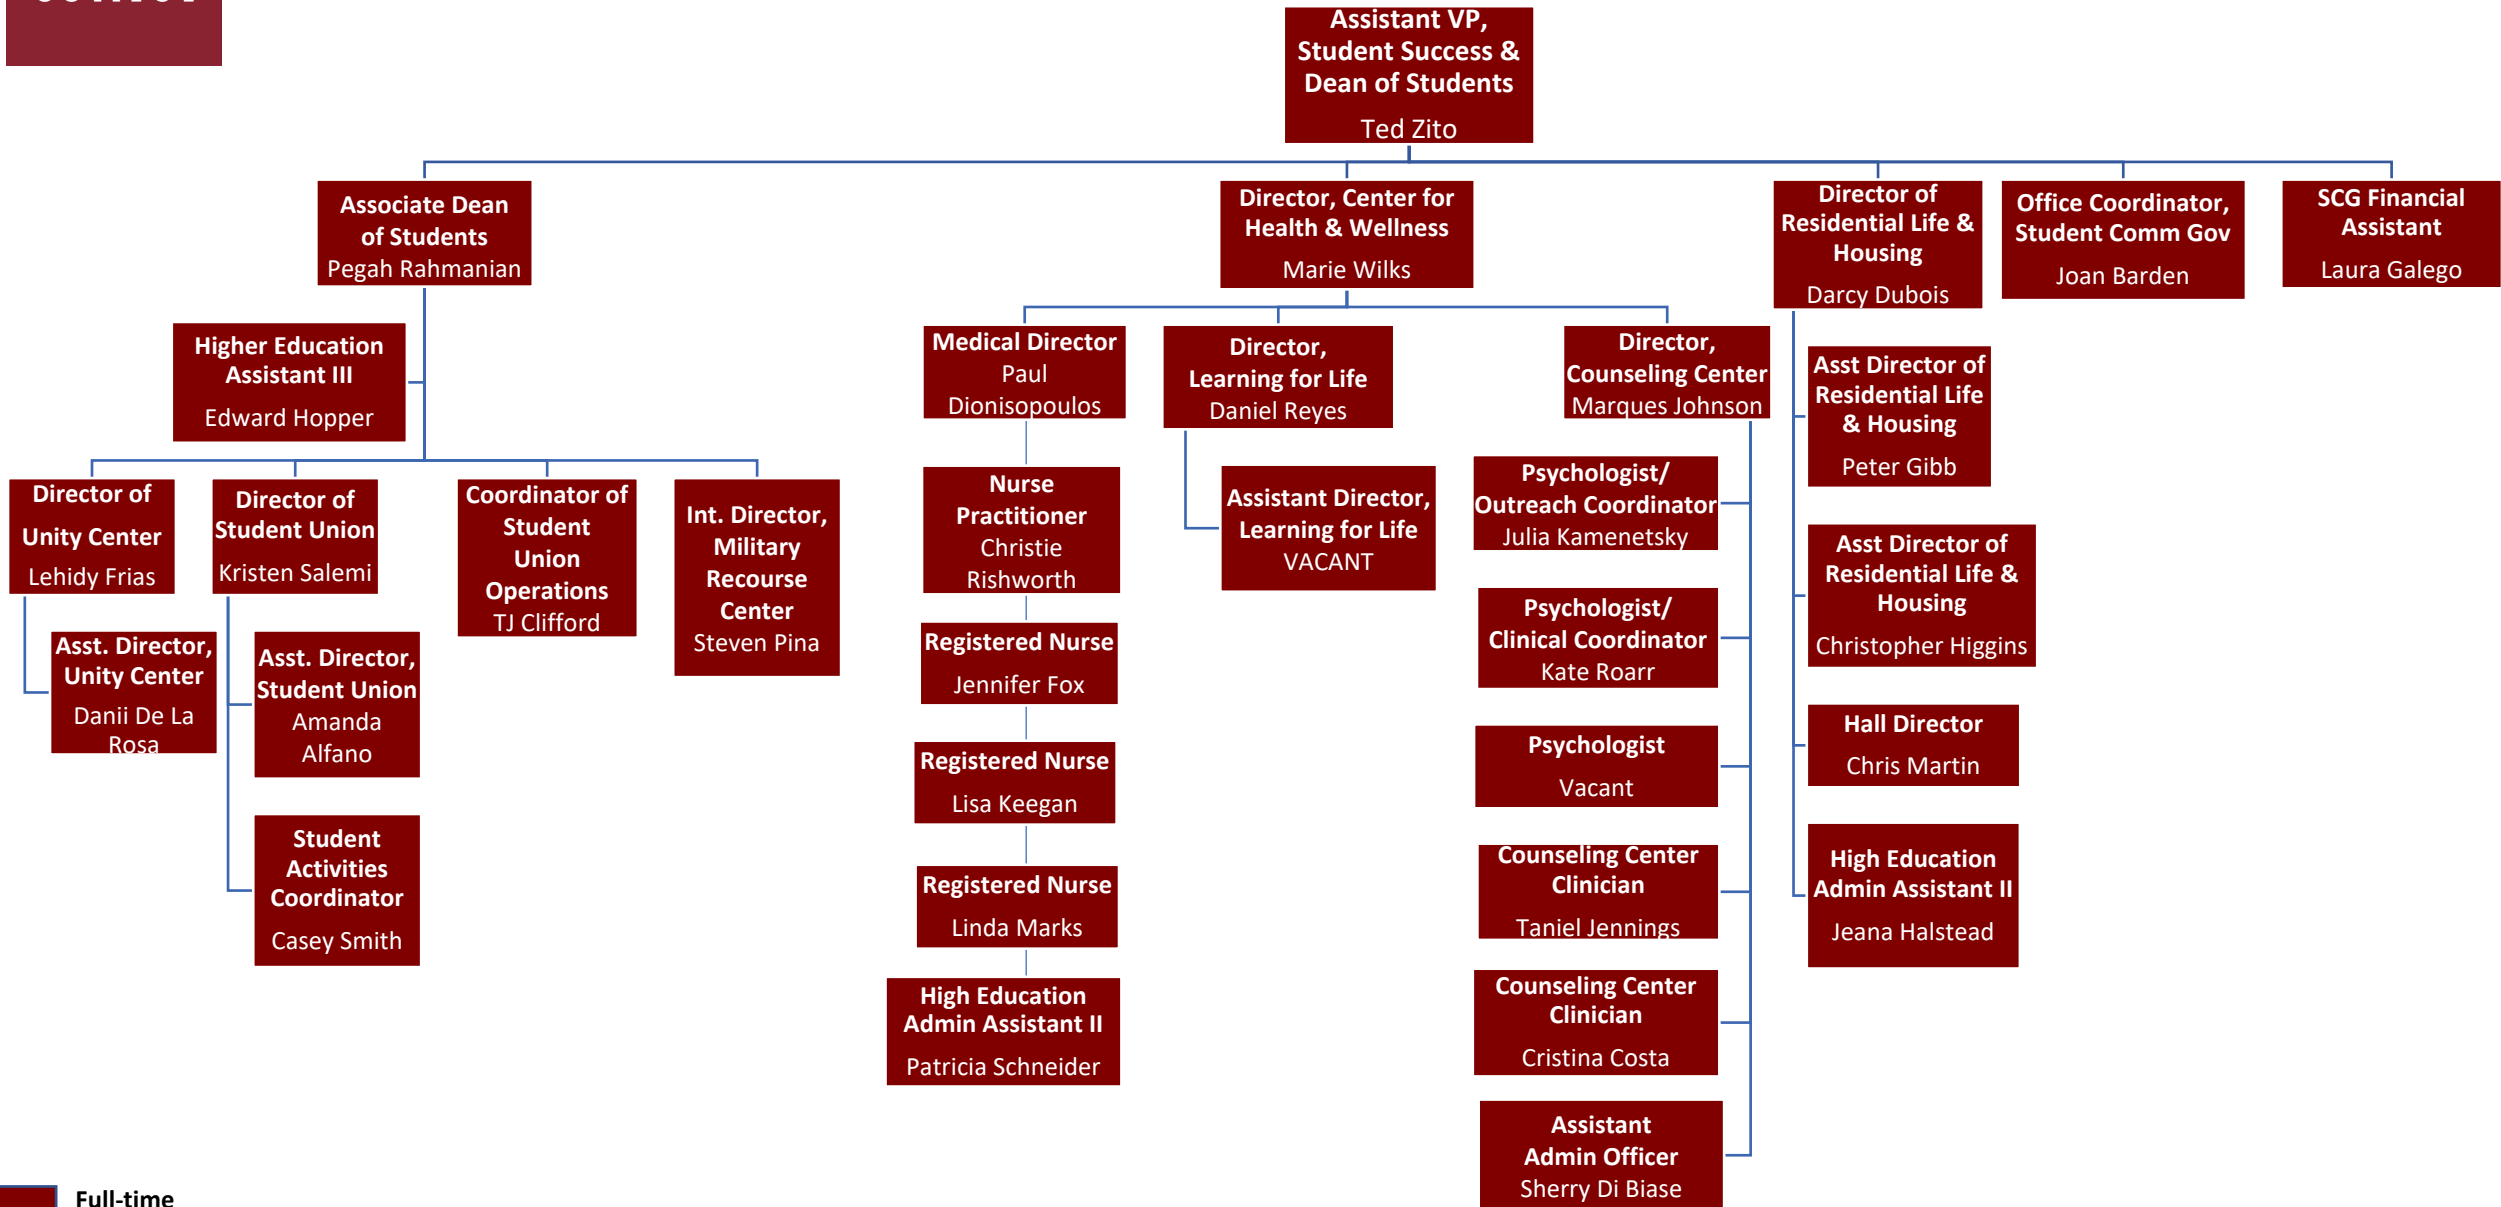 Assistant VP,
Student Success &
Dean of Students
Ted Zito
Associate Dean
of Students
Pegah Rahmanian
Director, Center for
Health & Wellness
Marie Wilks
Director of
Residential Life &
Housing
Darcy Dubois
Office Coordinator,
Student Comm Gov
Joan Barden
SCG Financial
Assistant
Laura Galego
Higher Education
Assistant III
Edward Hopper
Director of
Unity Center
Lehidy Frias
Asst. Director,
Unity Center
Danii De La
Rosa
Director of
Student Union
Kristen Salemi
Asst. Director,
Student Union
Amanda
Alfano
Student
Activities
Coordinator
Casey Smith
Coordinator of
Student
Union
Operations
TJ Clifford
Int. Director,
Military
Recourse
Center
Steven Pina
Medical Director
Paul
Dionisopoulos
Nurse
Practitioner
Christie
Rishworth
Registered Nurse
Jennifer Fox
Registered Nurse
Lisa Keegan
Registered Nurse
Linda Marks
High Education
Admin Assistant II
Patricia Schneider
Director,
Learning for Life
Daniel Reyes
Assistant Director,
Learning for Life
VACANT
Director,
Counseling Center
Marques Johnson
Psychologist/
Outreach Coordinator
Julia Kamenetsky
Psychologist/
Clinical Coordinator
Kate Roarr
Psychologist
Vacant
Counseling Center
Clinician
Taniel Jennings
Counseling Center
Clinician
Cristina Costa
Assistant
Admin Officer
Sherry Di Biase
Asst Director of
Residential Life
& Housing
Peter Gibb
Asst Director of
Residential Life &
Housing
Christopher Higgins
Hall Director
Chris Martin
High Education
Admin Assistant II
Jeana Halstead
Full-time